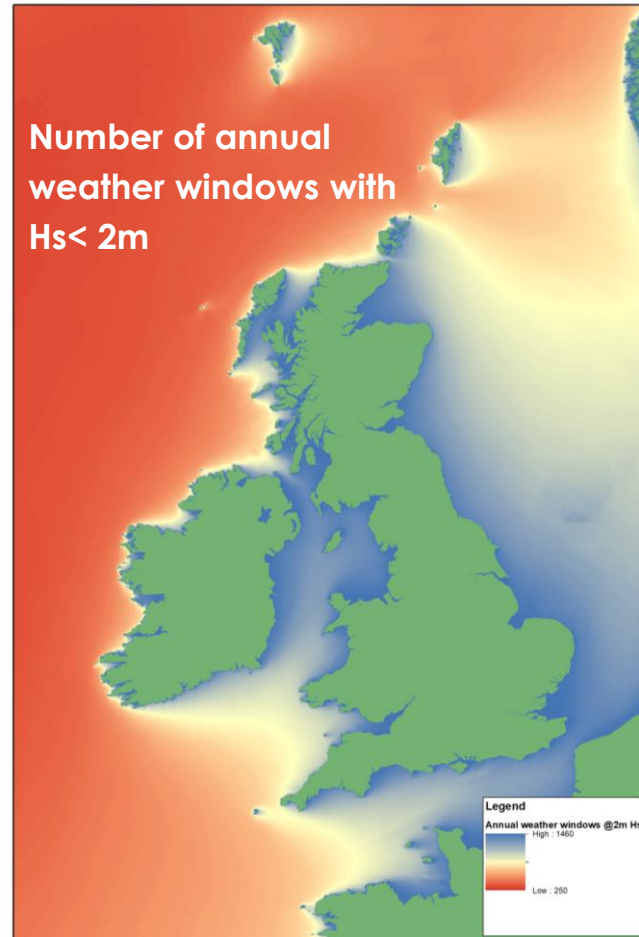 Number of annual
weather windows with
Hs< 2m
Legend
Annual weather windows @2m Hs
High : 1460
Low : 250